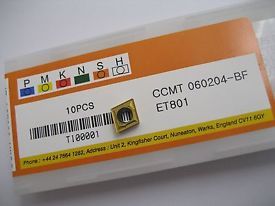 P M K N S H
10PCS
TI00001
CCMT 060204-BF
ET801
Phone: +44 24 7664 7263, Address: Unit 2, Kingfisher Court, Nuneaton, Warks, England CV11 6GY